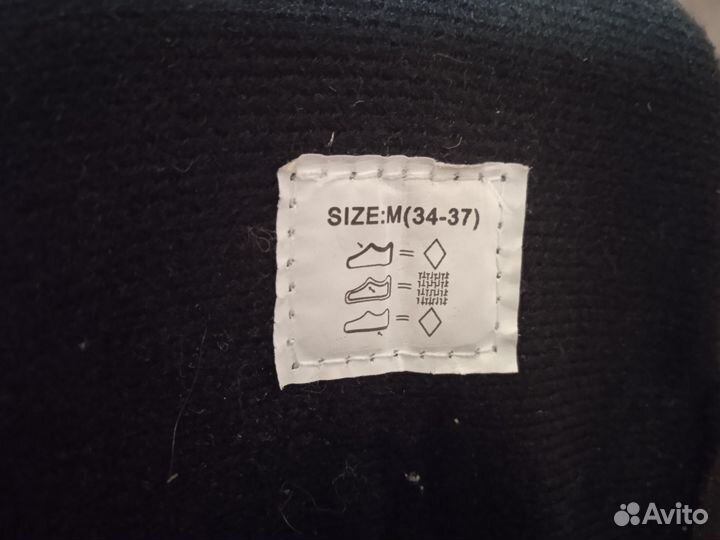 SIZE:M(34-37)
=
=
=
Avito